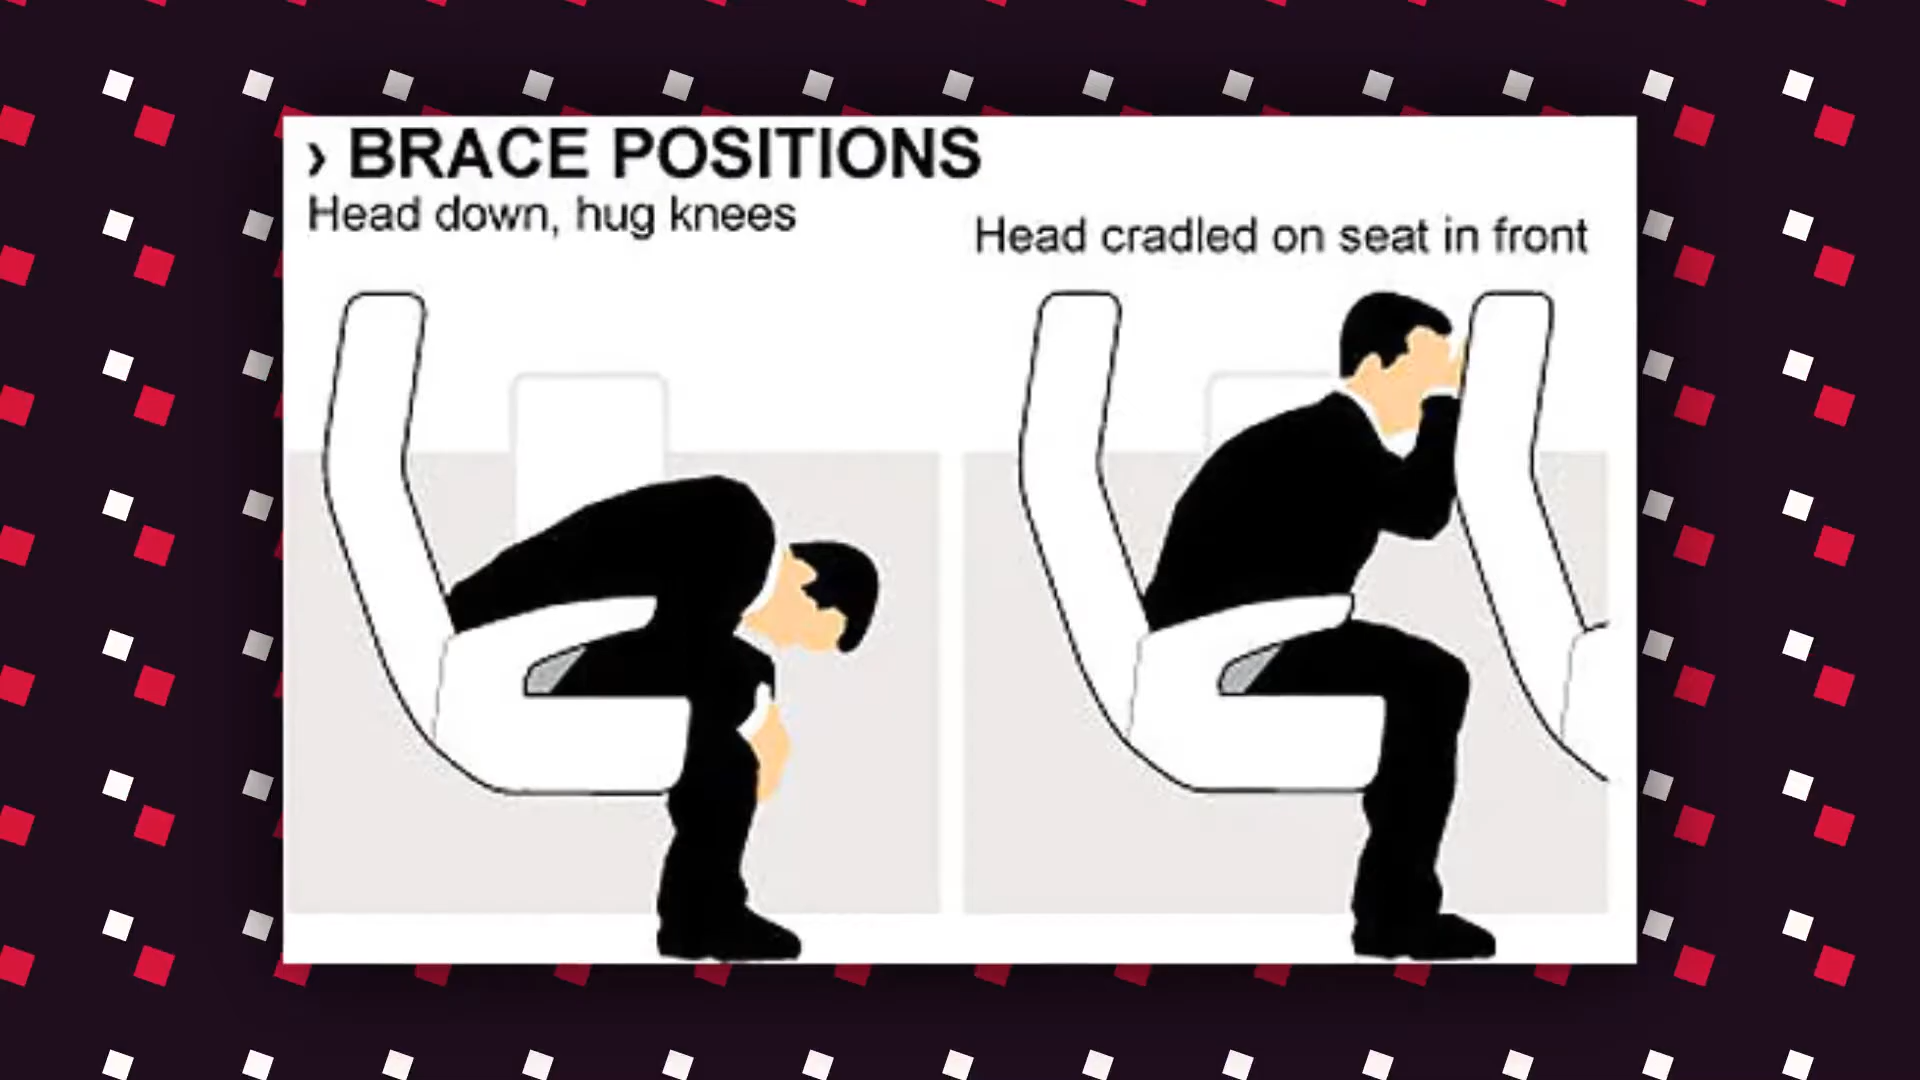 › BRACE POSITIONS
Head down, hug knees
Head cradled on seat in front